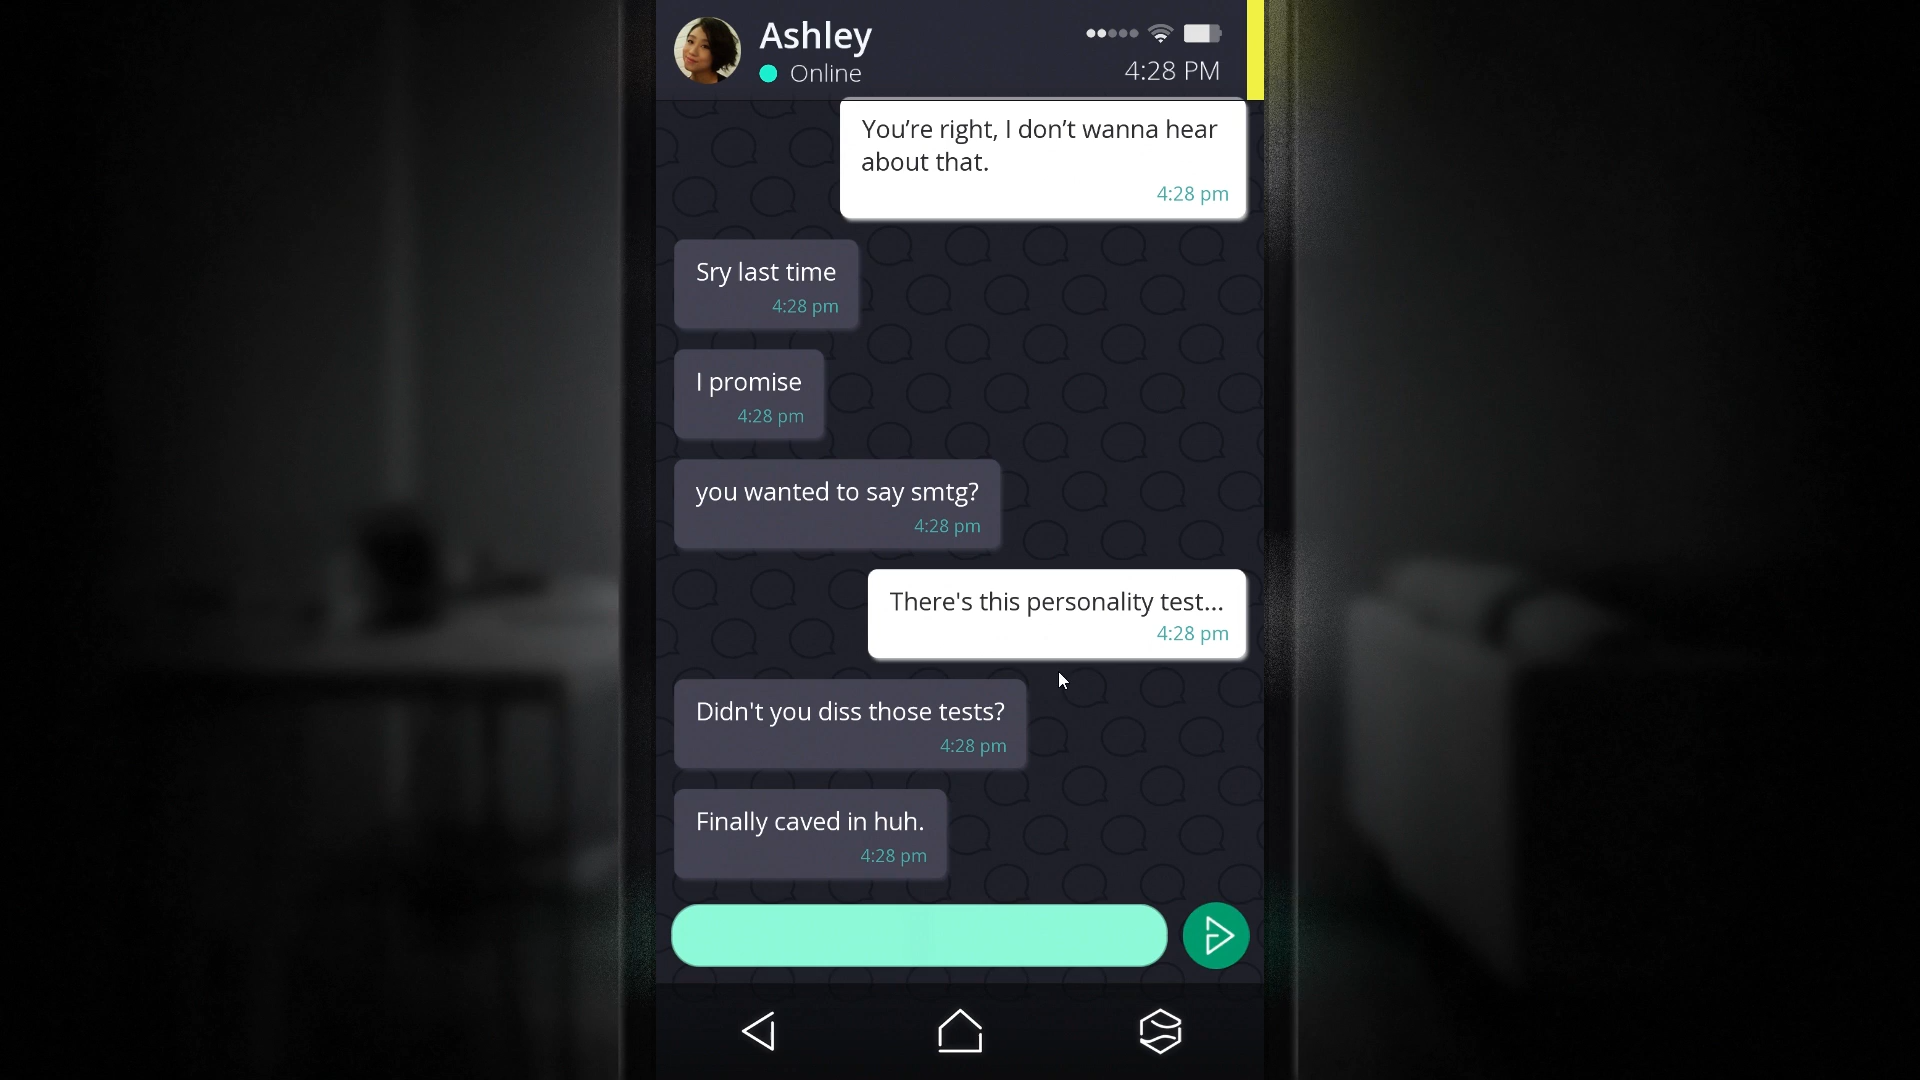 Ashley
Online
4:28 PM
You’re right, I don’t wanna hear
about that.
4:28 pm
Sry last time
4:28 pm
I promise
4:28 pm
you wanted to say smtg?
4:28 pm
There's this personality test...
4:28 pm
Didn't you diss those tests?
4:28 pm
Finally caved in huh.
4:28 pm